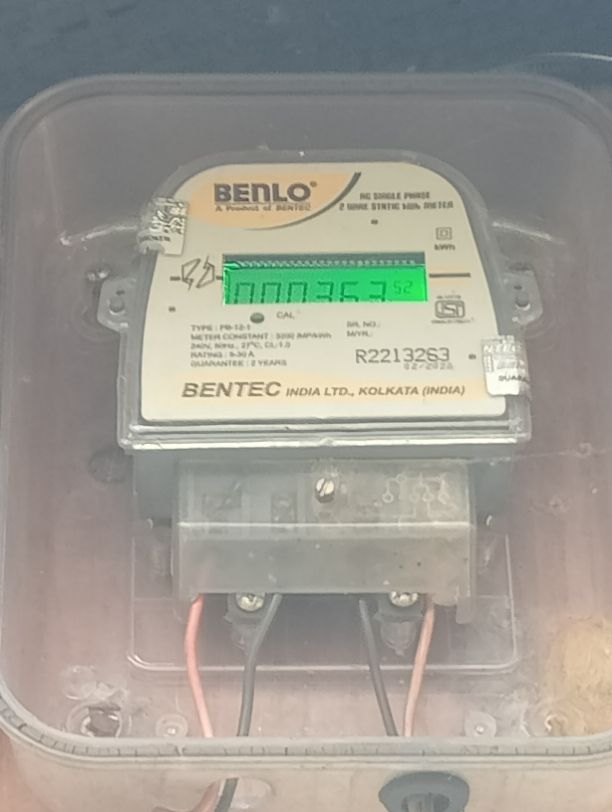 BENLO®
A Product of BENTEC
AC SINGLE PHASE
2 WIRE STATIC kWh METER
kWh
000363 52
CAL
TYPE : PB-12-1
METER CONSTANT : 3200 IMP/kWh
240V, 50Hz., 27°C, CL:1.0
RATING : 5-30 A
GUARANTEE : 2 YEARS
SR. NO.:
M/YR.:
R2213263
BENTEC INDIA LTD., KOLKATA (INDIA)